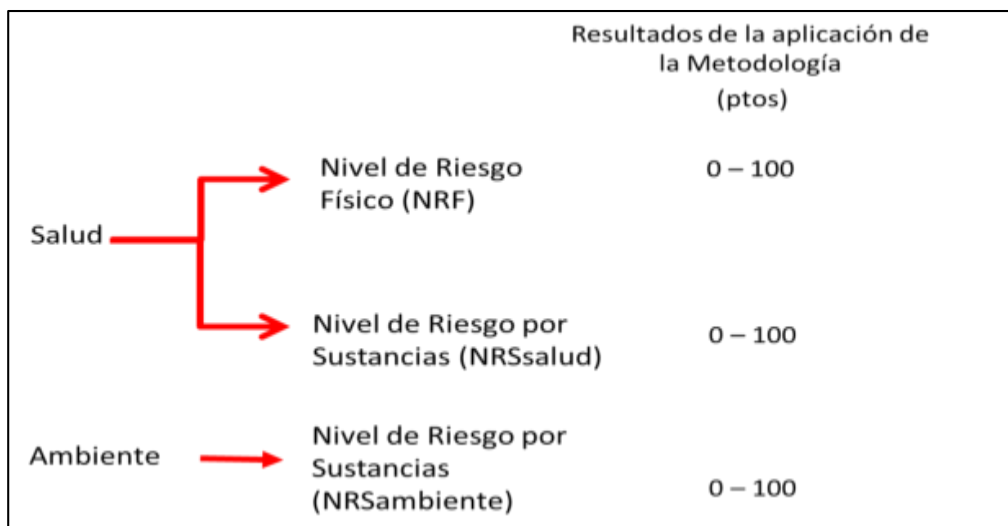 Resultados de la aplicación de
la Metodología
(ptos)
Nivel de Riesgo
Físico (NRF)
0 – 100
Salud
Nivel de Riesgo por
Sustancias (NRSsalud)
0 – 100
Ambiente
Nivel de Riesgo por
Sustancias
(NRSambiente)
0 – 100